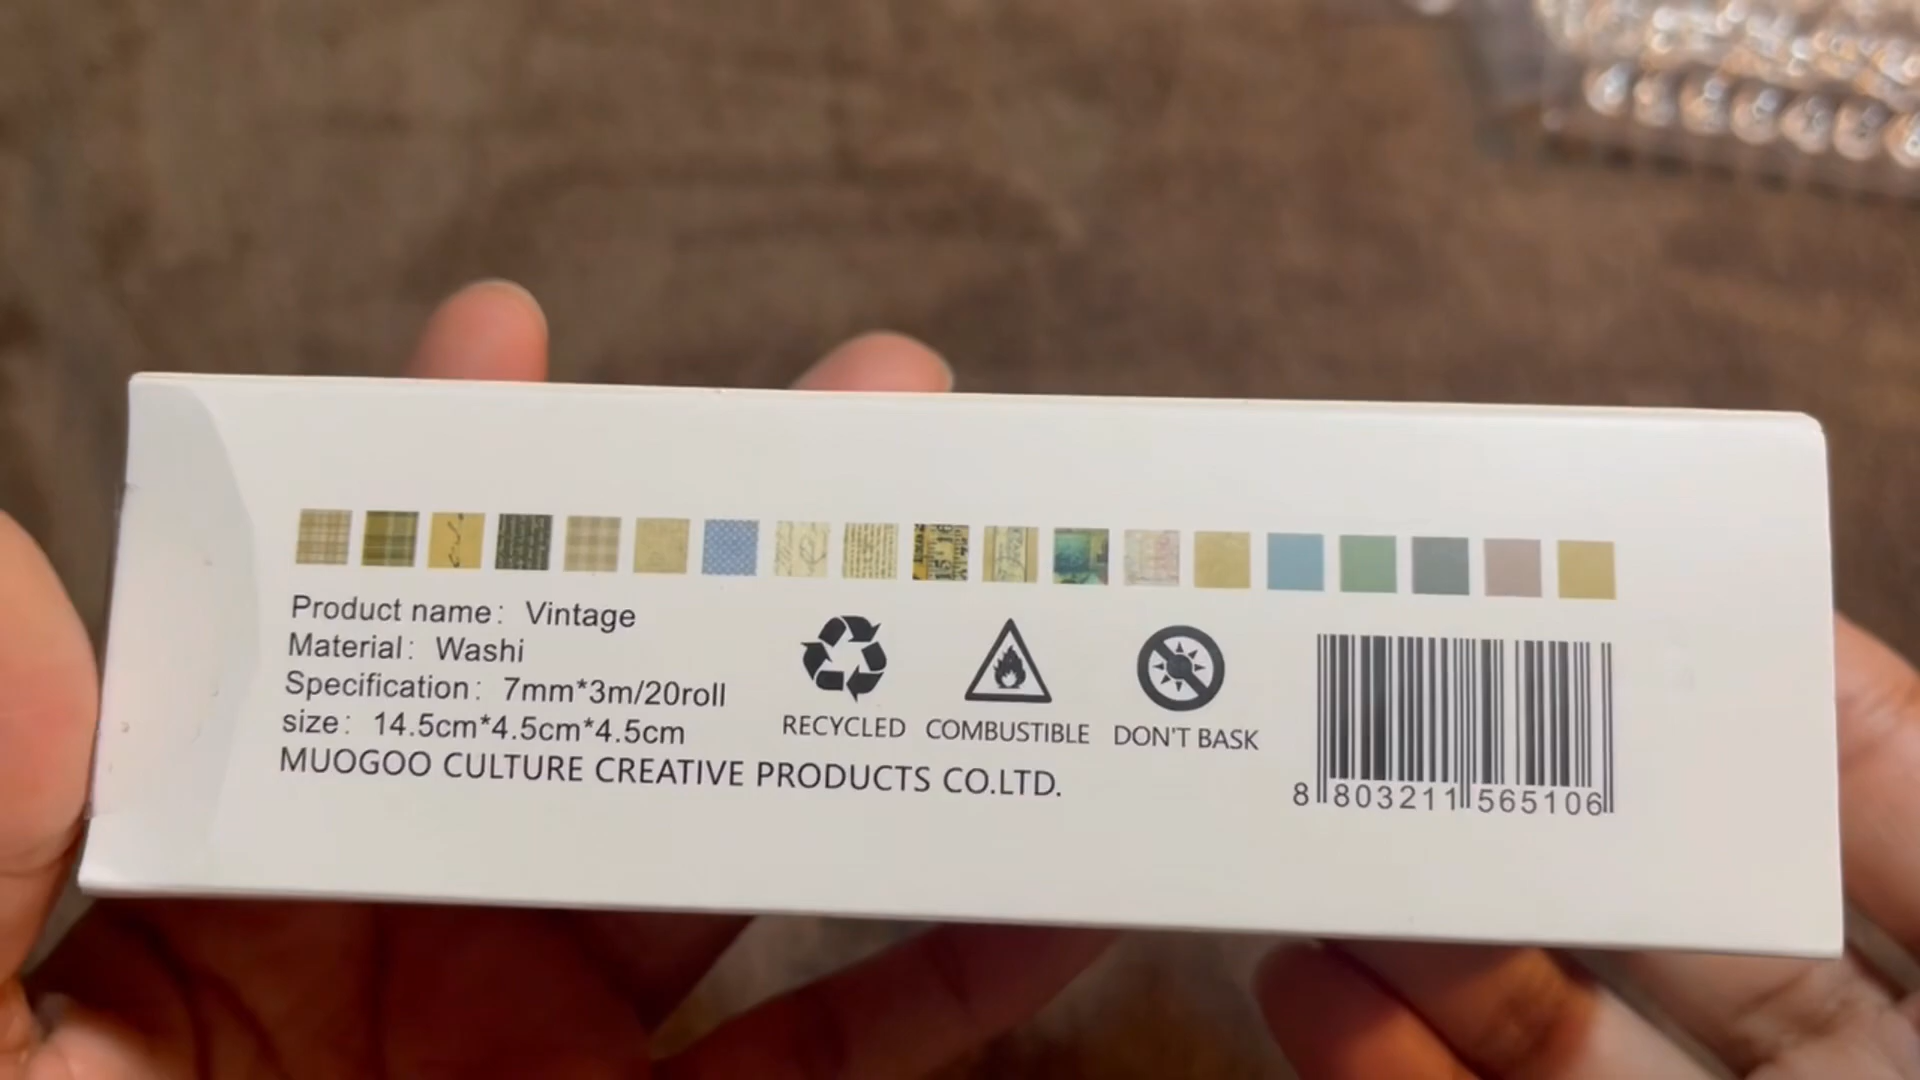 Product name: Vintage
Material: Washi
Specification: 7mm*3m/20roll
size: 14.5cm*4.5cm*4.5cm
MUOGOO CULTURE CREATIVE PRODUCTS CO.LTD.
RECYCLED COMBUSTIBLE DON'T BASK
8 803211 565106